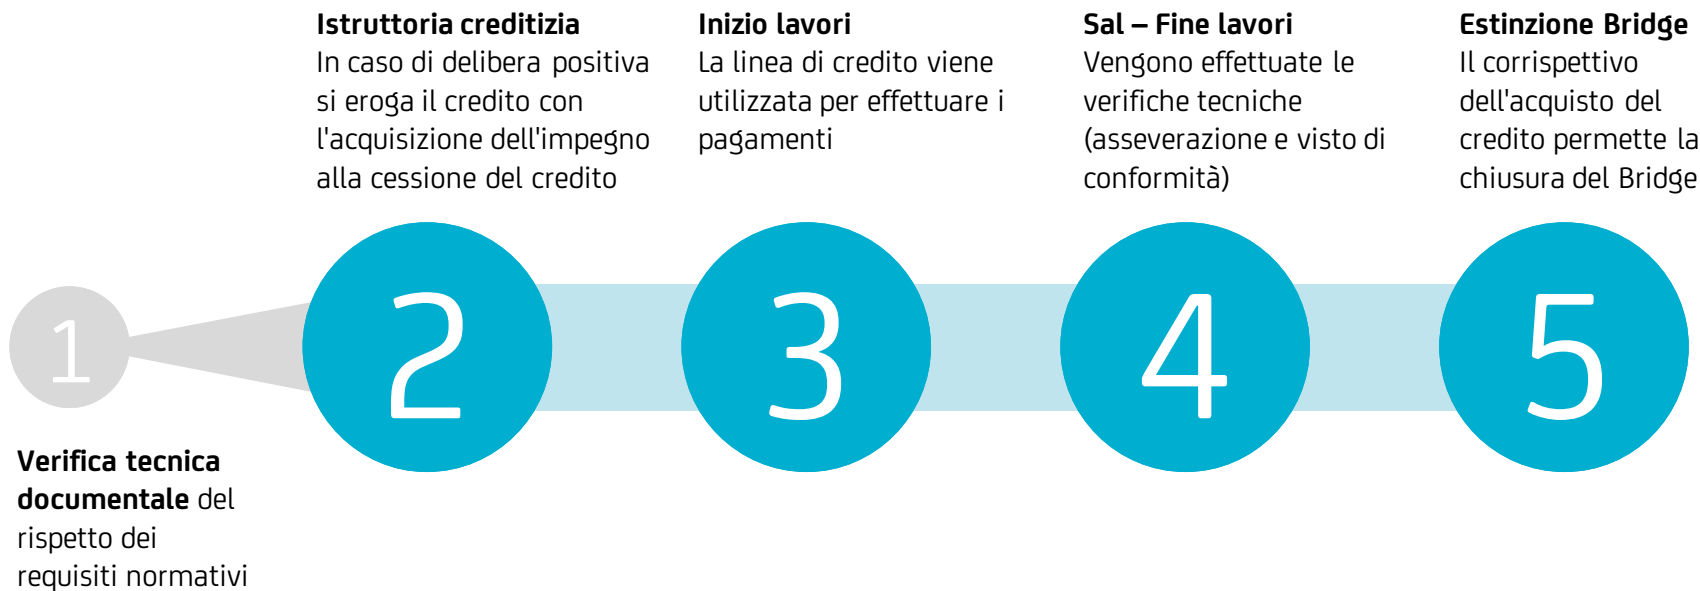 1
Verifica tecnica
documentale del
rispetto dei
requisiti normativi
Istruttoria creditizia
In caso di delibera positiva
si eroga il credito con
l'acquisizione dell'impegno
alla cessione del credito
2
Inizio lavori
La linea di credito viene
utilizzata per effettuare i
pagamenti
3
Sal – Fine lavori
Vengono effettuate le
verifiche tecniche
(asseverazione e visto di
conformità)
4
Estinzione Bridge
Il corrispettivo
dell'acquisto del
credito permette la
chiusura del Bridge
5